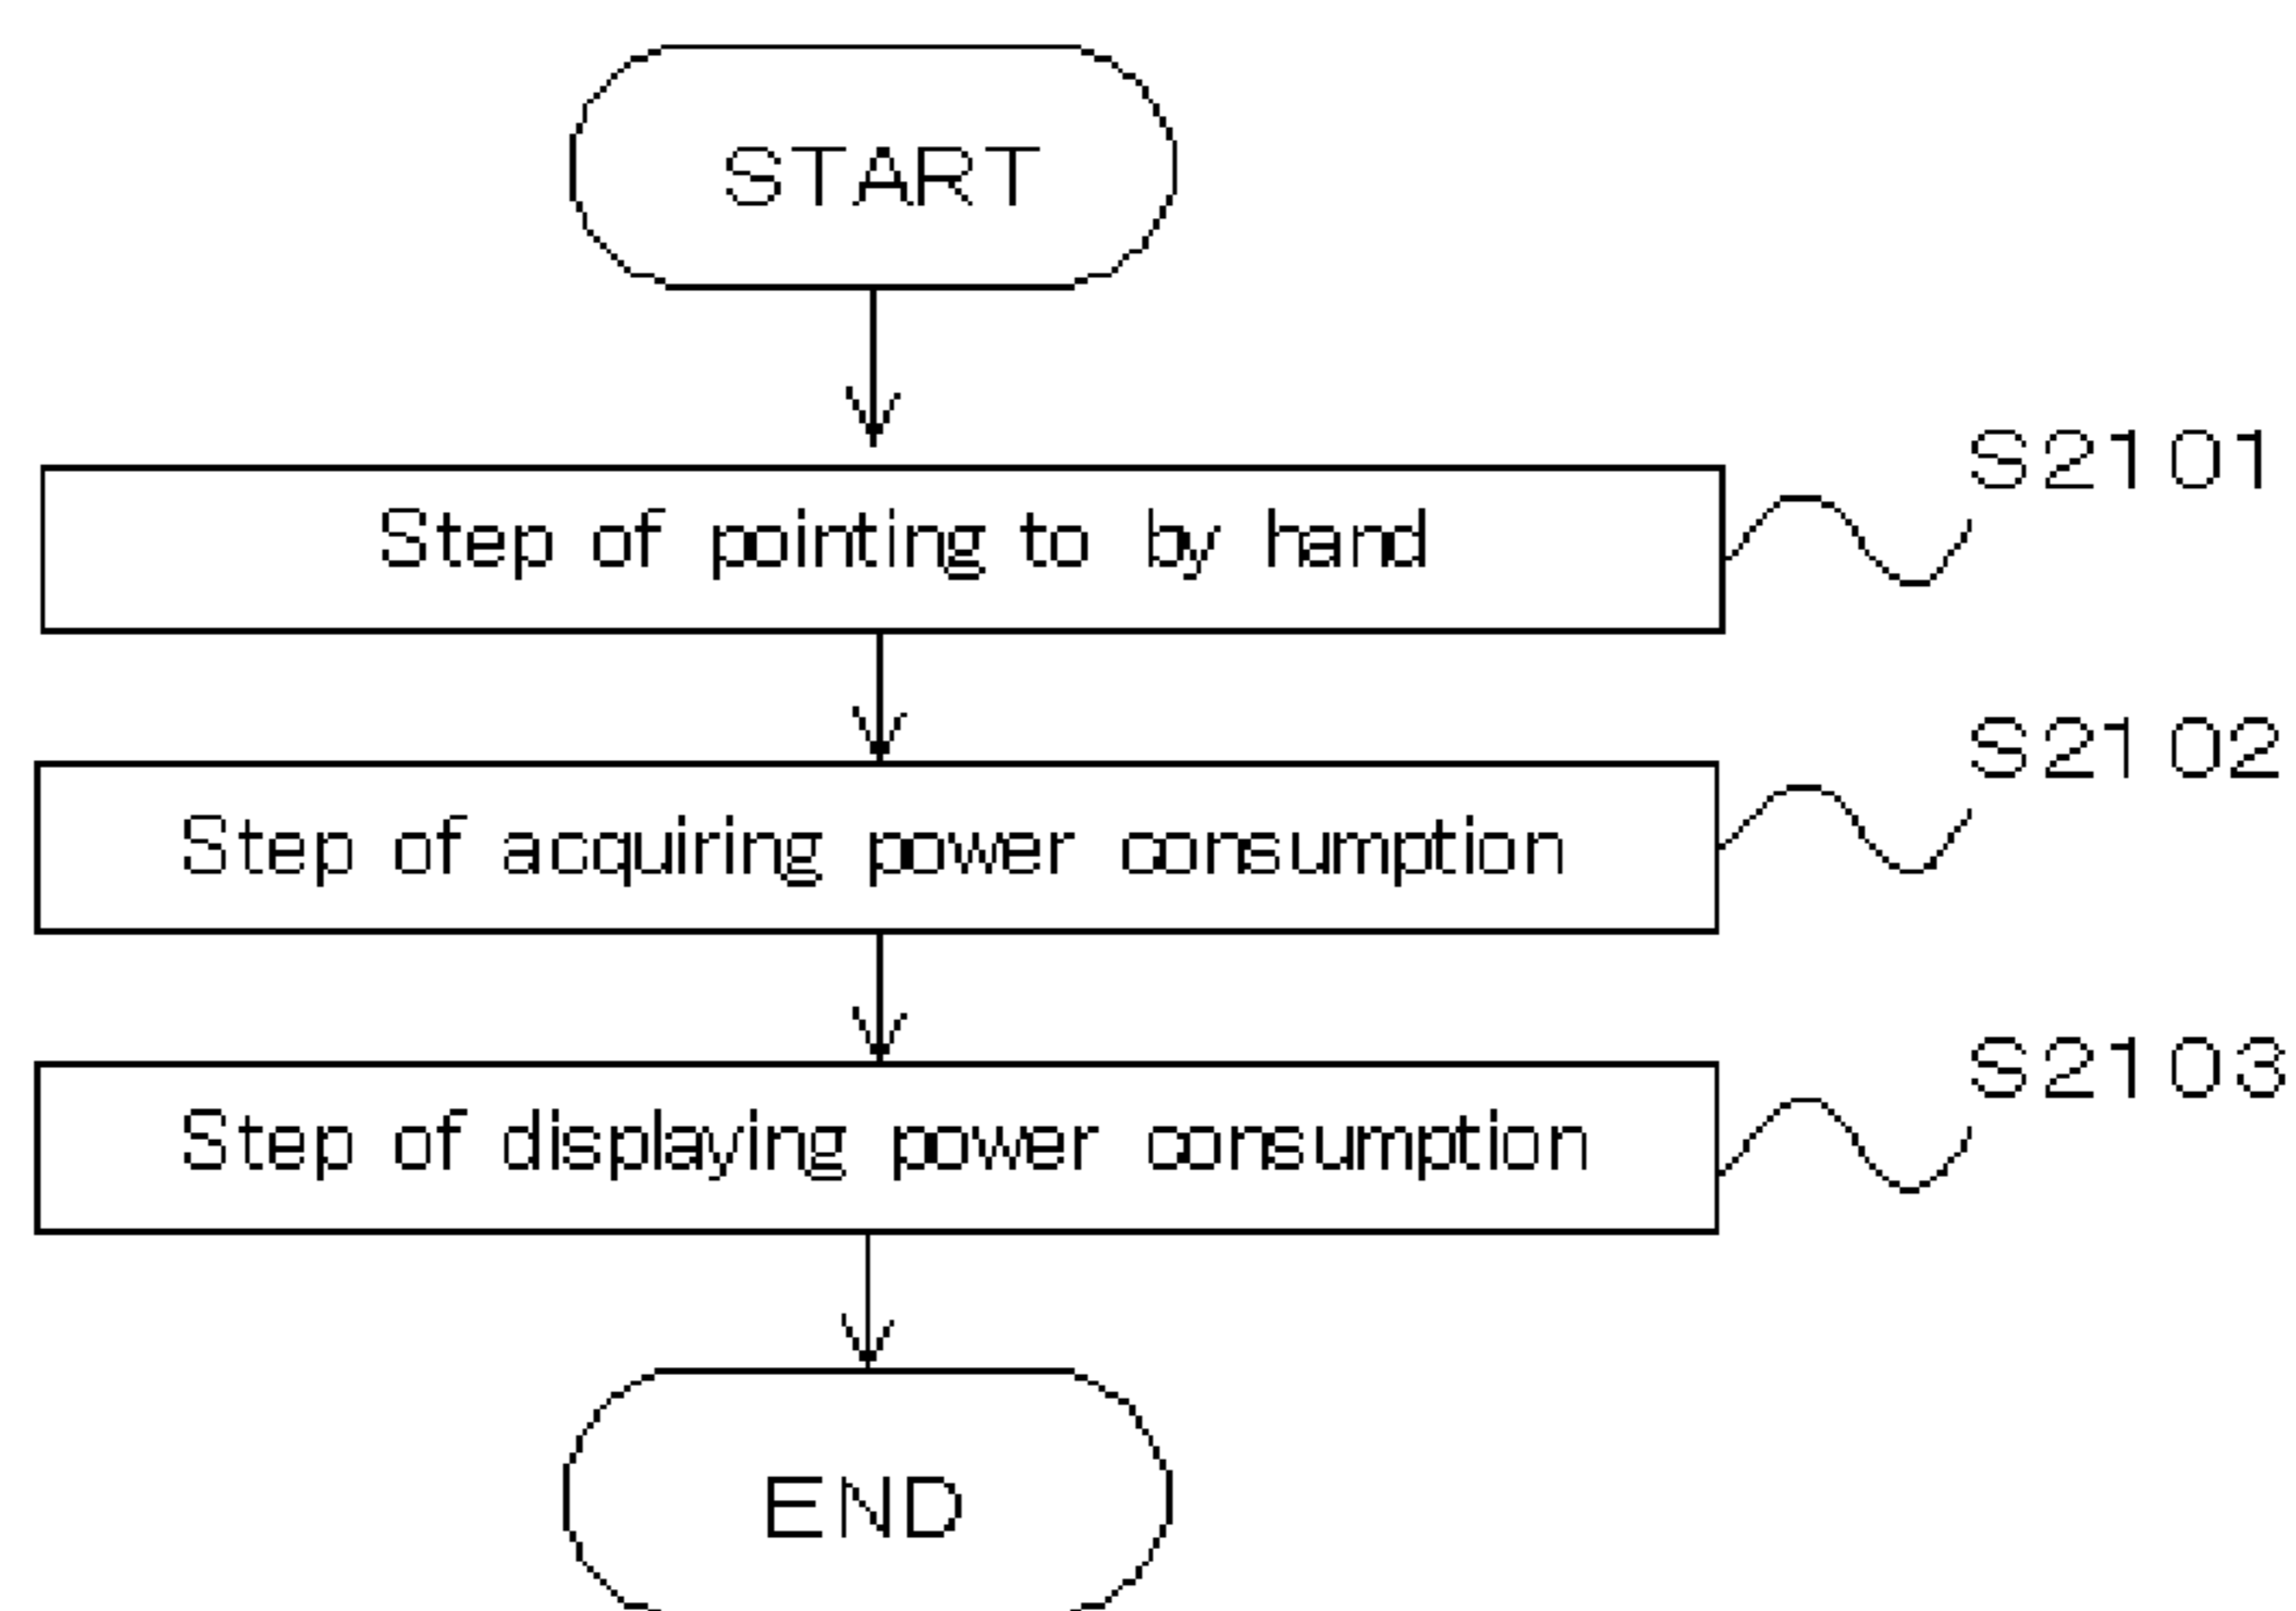 START
S2101
Step of pointing to by hand
S2102
Step of acquiring power consumption
S2103
Step of displaying power consumption
END